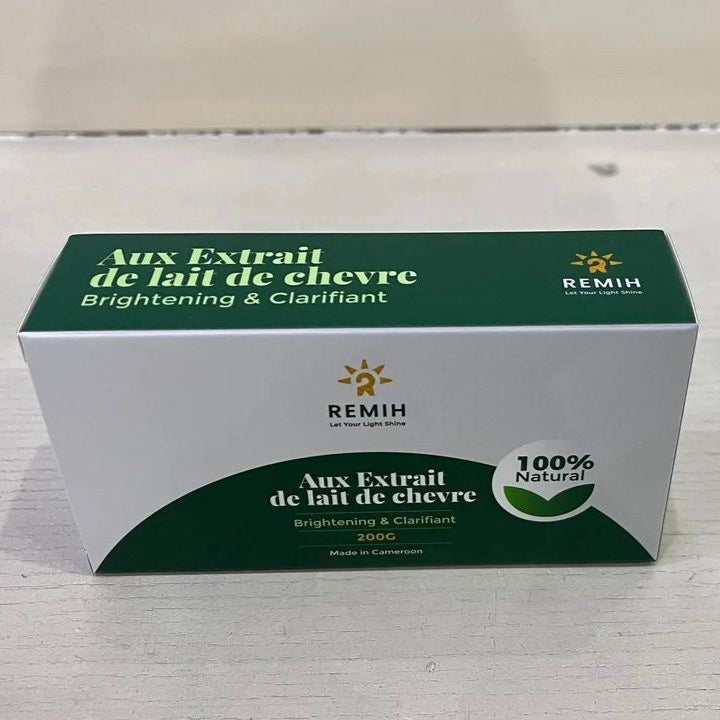 Aux Extrait
de lait de chevre
Brightening & Clarifiant
REMIH
Let Your Light Shine
REMIH
Let Your Light Shine
Aux Extrait
de lait de chevre
Brightening & Clarifiant
200G
Made in Cameroon
100%
Natural